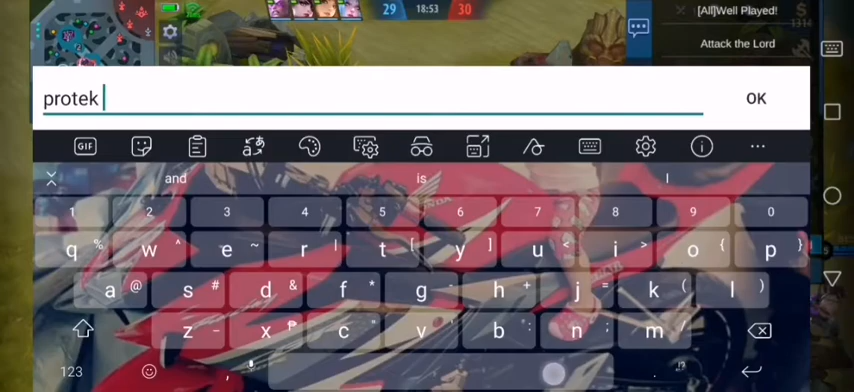 29 18:53 30
[All]Well Played!
1314
Attack the Lord
protek
OK
GIF
and is I
1 2 3 4 5 6 7 8 9 0
q % w ^ e ~ r | t [ y ] u < i > o { p }
a @ s # d & f * g - h + j = k ( l )
z _ x ₱ c " v ' b : n ; m /
123 , . !?